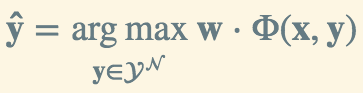 ŷ = arg max w · Φ(x, y)
y∈𝒴^𝒩